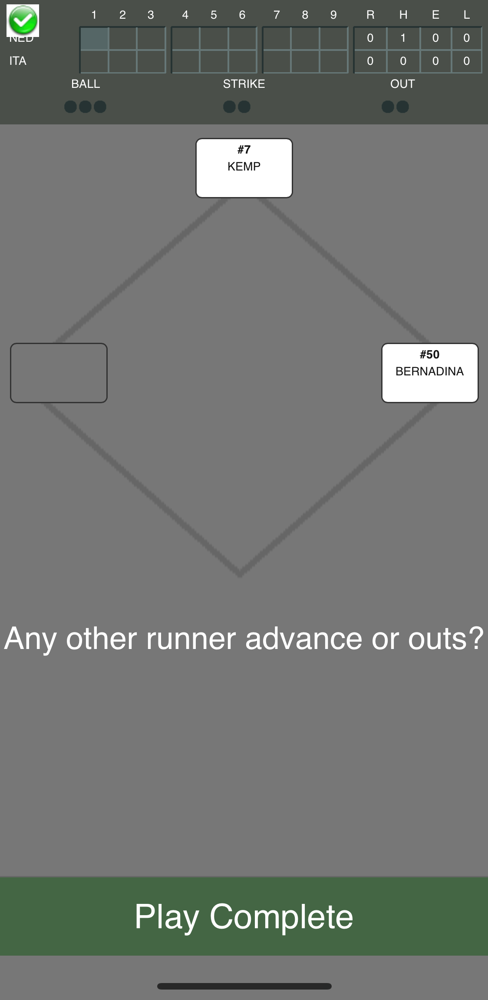 1 2 3 4 5 6 7 8 9 R H E L
NED 0 1 0 0
ITA 0 0 0 0
BALL STRIKE OUT
#7
KEMP
#50
BERNADINA
Any other runner advance or outs?
Play Complete